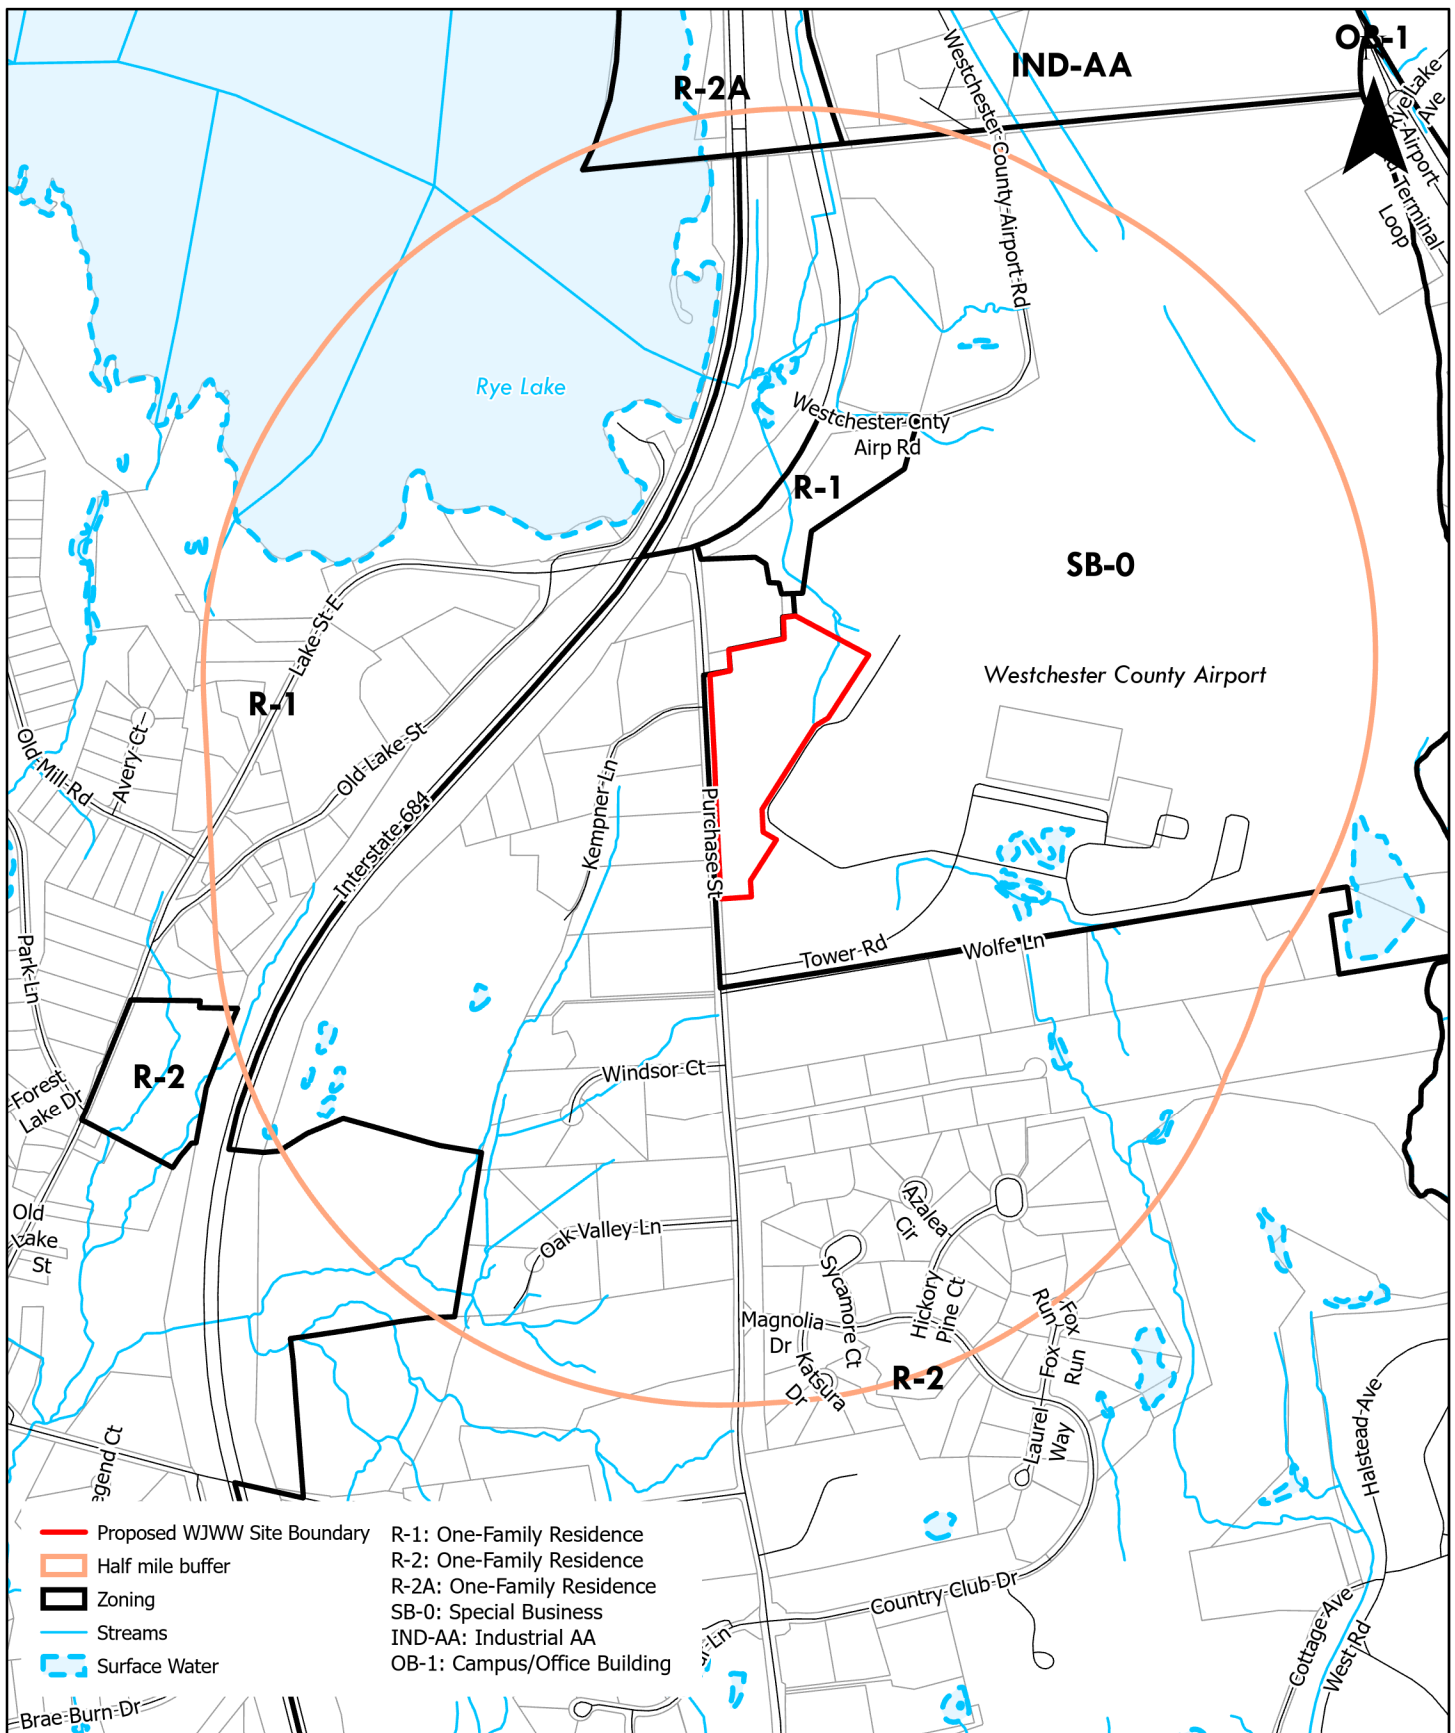 OB-1
N
IND-AA
R-2A
Rye Lake
Ave
Airport
Terminal
Loop
Westchester County Airport Rd
Rye Lake
Westchester Cnty
Airp Rd
R-1
SB-0
Westchester County Airport
Lake St E
R-1
Old Lake St
Avery Ct
Old Mill Rd
Interstate 684
Kempner Ln
Purchase St
Tower Rd
Wolfe Ln
Park Ln
R-2
Forest
Lake Dr
Windsor Ct
Old
Lake
St
Oak Valley Ln
Azalea
Cir
Sycamore Ct
Hickory
Pine Ct
Magnolia
Dr
Katsura
Dr
R-2
Fox
Run
Fox
Run
Laurel
Way
Halstead Ave
Country Club Dr
Cottage Ave
West Rd
egend Ct
Brae Burn Dr
Proposed WJWW Site Boundary
Half mile buffer
Zoning
Streams
Surface Water
R-1: One-Family Residence
R-2: One-Family Residence
R-2A: One-Family Residence
SB-0: Special Business
IND-AA: Industrial AA
OB-1: Campus/Office Building